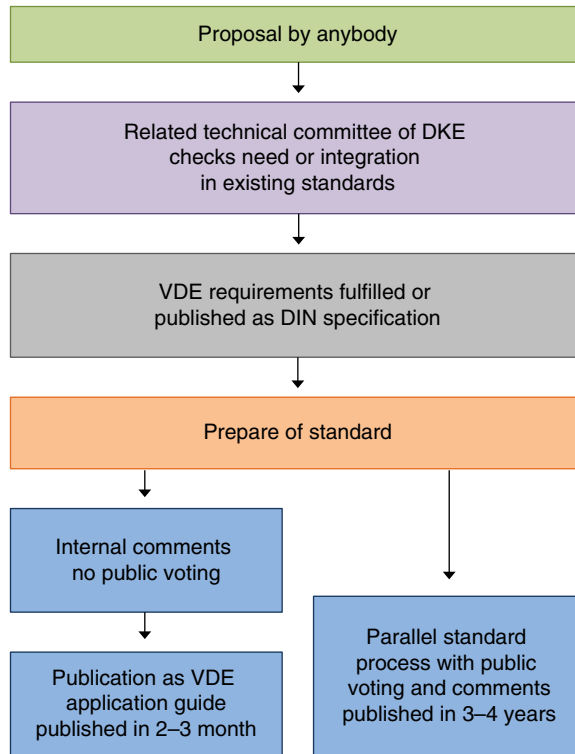 Proposal by anybody
Related technical committee of DKE
checks need or integration
in existing standards
VDE requirements fulfilled or
published as DIN specification
Prepare of standard
Internal comments
no public voting
Publication as VDE
application guide
published in 2–3 month
Parallel standard
process with public
voting and comments
published in 3–4 years